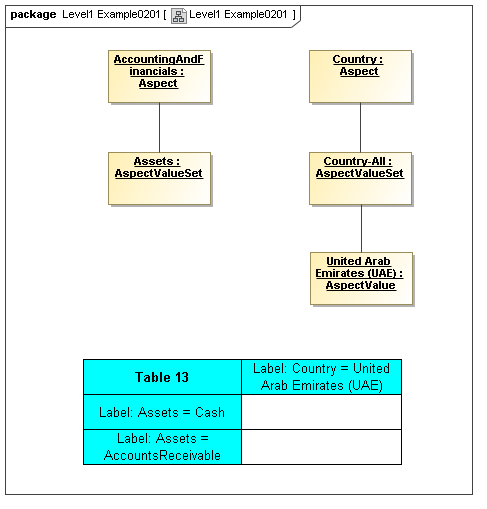 package Level1 Example0201 [ Level1 Example0201 ]
AccountingAndF
inancials :
Aspect
Country :
Aspect
Assets :
AspectValueSet
Country-All :
AspectValueSet
United Arab
Emirates (UAE) :
AspectValue
Table 13
Label: Country = United
Arab Emirates (UAE)
Label: Assets = Cash
Label: Assets =
AccountsReceivable